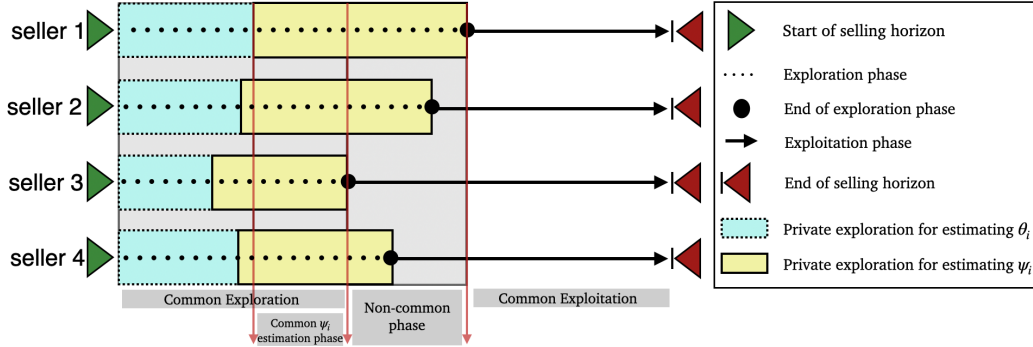 seller 1
seller 2
seller 3
seller 4
Common Exploration
Common ψᵢ
estimation phase
Non-common
phase
Common Exploitation
Start of selling horizon
Exploration phase
End of exploration phase
Exploitation phase
End of selling horizon
Private exploration for estimating θᵢ
Private exploration for estimating ψᵢ